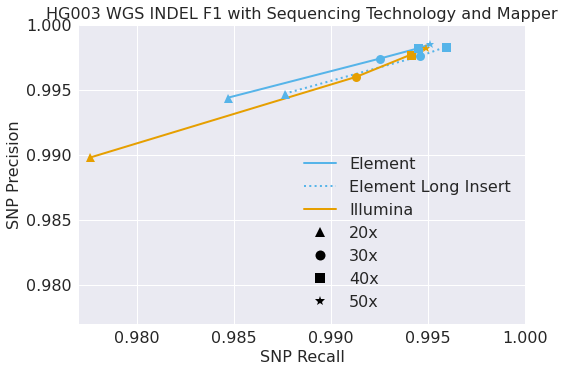 HG003 WGS INDEL F1 with Sequencing Technology and Mapper
1.000
0.995
0.990
0.985
0.980
SNP Precision
Element
Element Long Insert
Illumina
20x
30x
40x
50x
0.980 0.985 0.990 0.995 1.000
SNP Recall